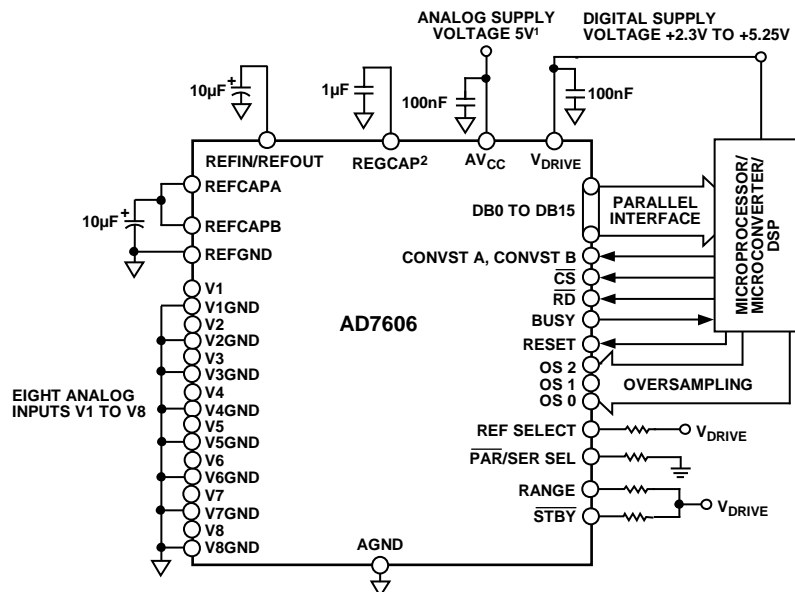 ANALOG SUPPLY
VOLTAGE 5V¹
DIGITAL SUPPLY
VOLTAGE +2.3V TO +5.25V
10µF
+
1µF
100nF
100nF
REFIN/REFOUT
REGCAP²
AVCC
VDRIVE
REFCAPA
10µF
+
REFCAPB
REFGND
DB0 TO DB15
PARALLEL
INTERFACE
MICROPROCESSOR/
MICROCONVERTER/
DSP
CONVST A, CONVST B
CS
RD
BUSY
RESET
OS 2
OS 1
OS 0
OVERSAMPLING
AD7606
V1
V1GND
V2
V2GND
V3
V3GND
V4
V4GND
V5
V5GND
V6
V6GND
V7
V7GND
V8
V8GND
EIGHT ANALOG
INPUTS V1 TO V8
REF SELECT
VDRIVE
PAR/SER SEL
RANGE
STBY
VDRIVE
AGND